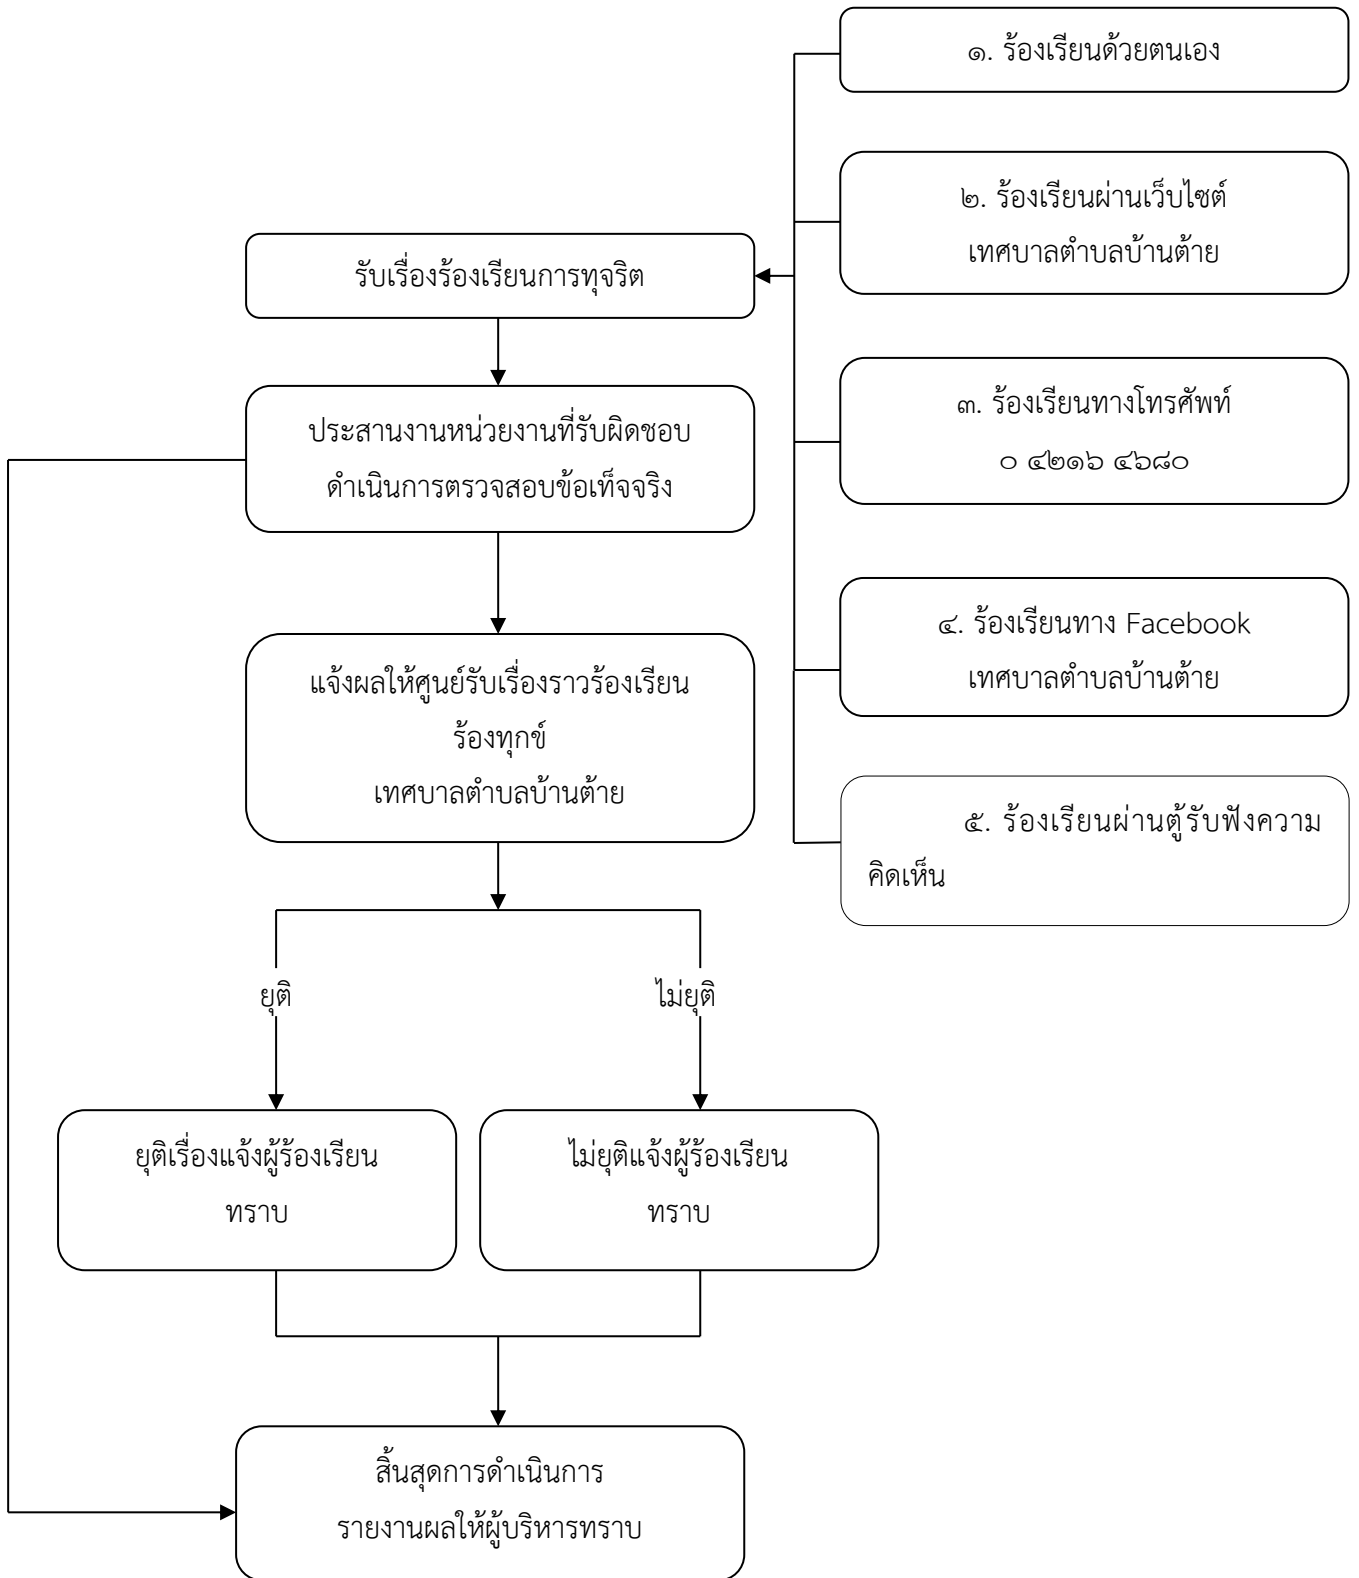 ๑. ร้องเรียนด้วยตนเอง
๒. ร้องเรียนผ่านเว็บไซต์
เทศบาลตำบลบ้านต้าย
รับเรื่องร้องเรียนการทุจริต
๓. ร้องเรียนทางโทรศัพท์
๐ ๔๒๑๖ ๔๖๘๐
ประสานงานหน่วยงานที่รับผิดชอบ
ดำเนินการตรวจสอบข้อเท็จจริง
๔. ร้องเรียนทาง Facebook
เทศบาลตำบลบ้านต้าย
แจ้งผลให้ศูนย์รับเรื่องราวร้องเรียน
ร้องทุกข์
เทศบาลตำบลบ้านต้าย
๕. ร้องเรียนผ่านตู้รับฟังความ
คิดเห็น
ยุติ
ไม่ยุติ
ยุติเรื่องแจ้งผู้ร้องเรียน
ทราบ
ไม่ยุติแจ้งผู้ร้องเรียน
ทราบ
สิ้นสุดการดำเนินการ
รายงานผลให้ผู้บริหารทราบ